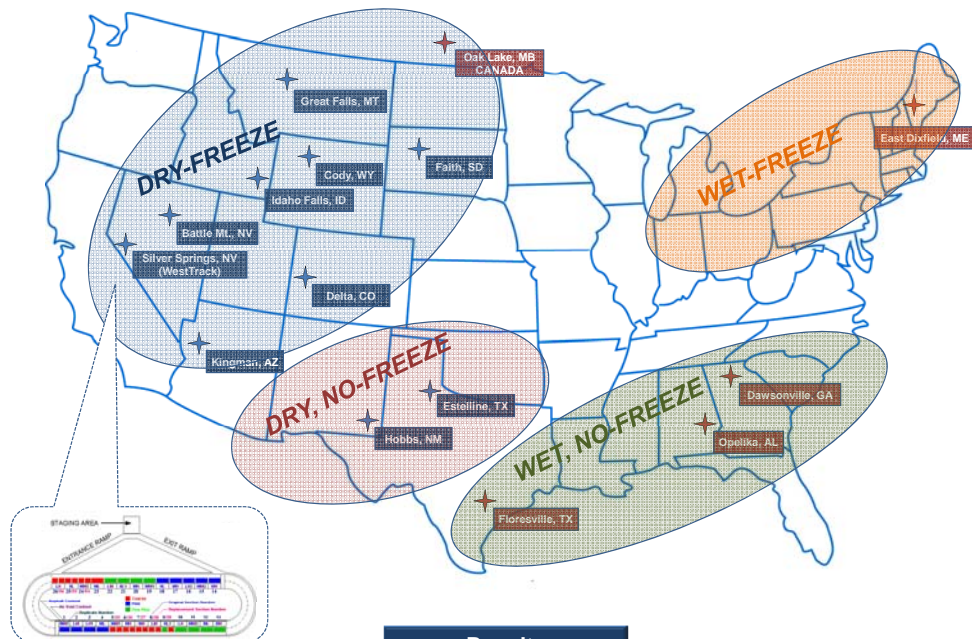 Oak Lake, MB
CANADA
Great Falls, MT
DRY-FREEZE
East Dixfield, ME
WET-FREEZE
Cody, WY
Faith, SD
Idaho Falls, ID
Battle Mt., NV
Silver Springs, NV
(WestTrack)
Delta, CO
Kingman, AZ
DRY, NO-FREEZE
Estelline, TX
Hobbs, NM
Dawsonville, GA
WET, NO-FREEZE
Opelika, AL
Floresville, TX
STAGING AREA
ENTRANCE RAMP
EXIT RAMP